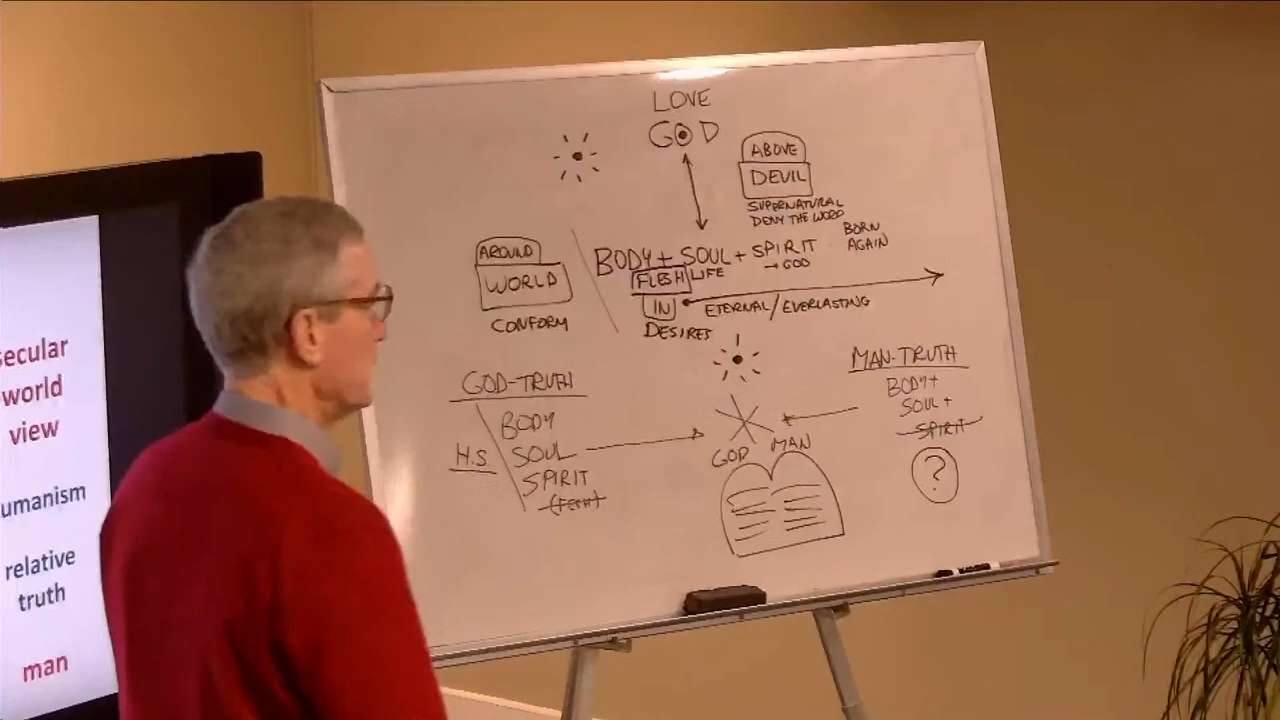 secular
world
view
umanism
relative
truth
man
LOVE
GOD
ABOVE
DEVIL
SUPERNATURAL
DENY THE WORD
BORN
AGAIN
AROUND
WORLD
CONFORM
BODY + SOUL + SPIRIT
FLESH LIFE → GOD
IN
ETERNAL/EVERLASTING
DESIRES
GOD-TRUTH
BODY
H.S SOUL
SPIRIT
GOD MAN
MAN-TRUTH
BODY +
SOUL +
SPIRIT
?